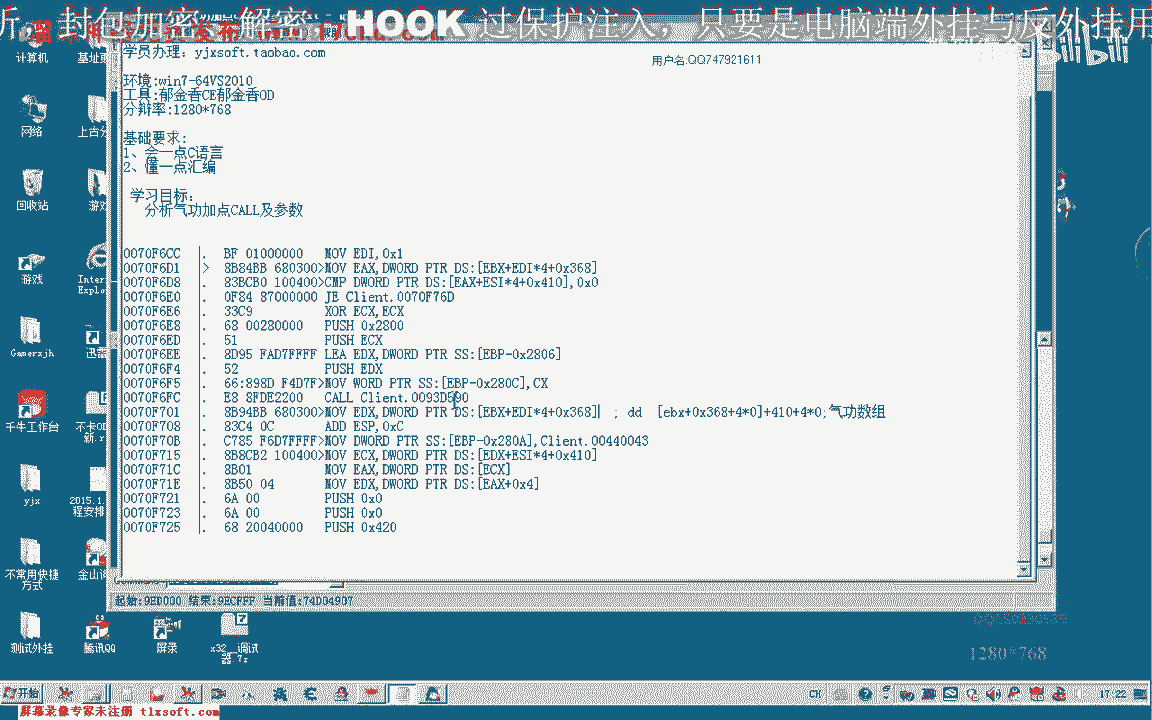 斤、封包加密、解密、HOOK 过保护注入，只要是电脑端外挂与反外挂用
bilibili
学员办理：yjxsoft.taobao.com
用户名:QQ747921611
环境:win7-64VS2010
工具:郁金香CE郁金香OD
分辩率:1280*768
基础要求:
1、会一点C语言
2、懂一点汇编
学习目标:
分析气功加点CALL及参数
0070F6CC |. BF 01000000 MOV EDI,0x1
0070F6D1 |> 8B84BB 680300>MOV EAX,DWORD PTR DS:[EBX+EDI*4+0x368]
0070F6D8 |. 83BCB0 100400>CMP DWORD PTR DS:[EAX+ESI*4+0x410],0x0
0070F6E0 |. 0F84 87000000 JE Client.0070F76D
0070F6E6 |. 33C9 XOR ECX,ECX
0070F6E8 |. 68 00280000 PUSH 0x2800
0070F6ED |. 51 PUSH ECX
0070F6EE |. 8D95 FAD7FFFF LEA EDX,DWORD PTR SS:[EBP-0x2806]
0070F6F4 |. 52 PUSH EDX
0070F6F5 |. 66:898D F4D7F>MOV WORD PTR SS:[EBP-0x280C],CX
0070F6FC |. E8 8FDE2200 CALL Client.0093D590
0070F701 |. 8B94BB 680300>MOV EDX,DWORD PTR DS:[EBX+EDI*4+0x368] ; dd [ebx+0x368+4*0]+410+4*0;气功数组
0070F708 |. 83C4 0C ADD ESP,0xC
0070F70B |. C785 F6D7FFFF>MOV DWORD PTR SS:[EBP-0x280A],Client.00440043
0070F715 |. 8B8CB2 100400>MOV ECX,DWORD PTR DS:[EDX+ESI*4+0x410]
0070F71C |. 8B01 MOV EAX,DWORD PTR DS:[ECX]
0070F71E |. 8B50 04 MOV EDX,DWORD PTR DS:[EAX+0x4]
0070F721 |. 6A 00 PUSH 0x0
0070F723 |. 6A 00 PUSH 0x0
0070F725 |. 68 20040000 PUSH 0x420
起始:9ED000 结束:9ECFFF 当前值:74D04907
计算机
网络
上古
回收站
游戏
游戏
Inter
Explo
Gamerxjh
迅雷
千牛工作台
不卡OD
新.r
yjx
2015.1.
程安排
不常用快捷方式
金山
测试外挂
腾讯QQ
屏录
x32_调试器.7z
1280*768
开始
CH
17:22
屏幕录像专家未注册 tlxsoft.com